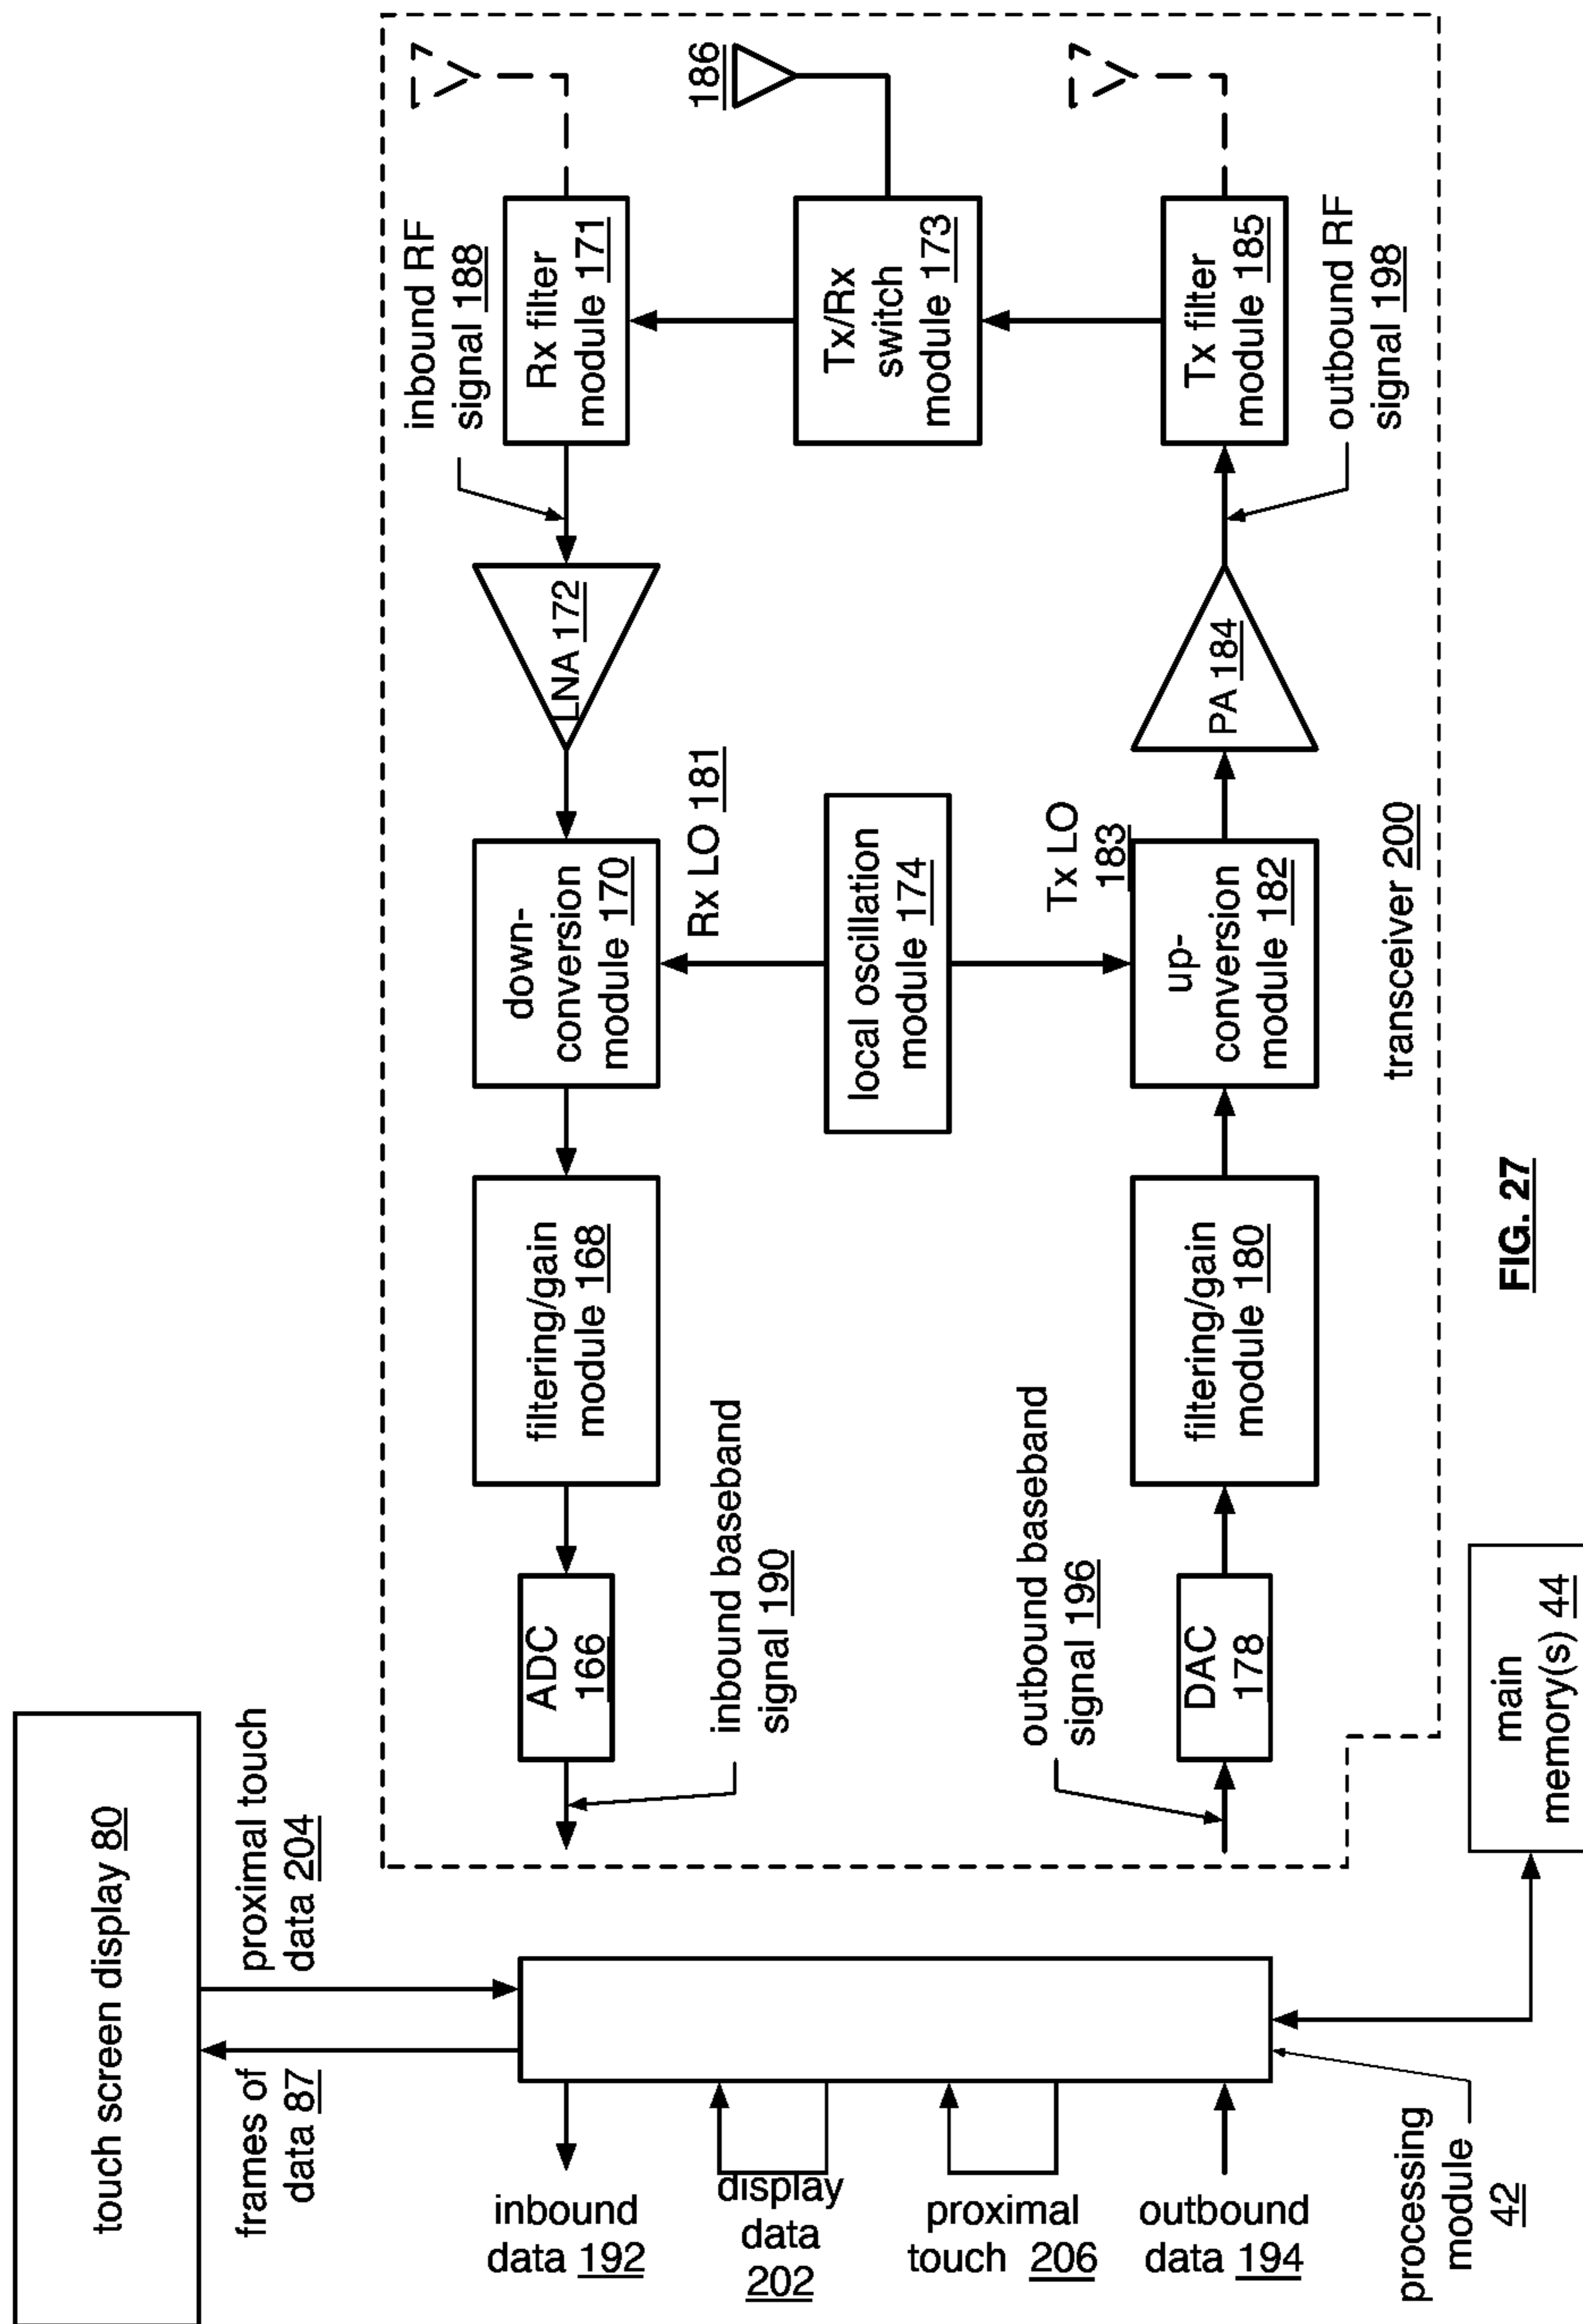 touch screen display 80
frames of
data 87
proximal touch
data 204
inbound
data 192
display
data
202
proximal
touch 206
outbound
data 194
processing
module
42
main
memory(s) 44
ADC
166
inbound baseband
signal 190
filtering/gain
module 168
down-
conversion
module 170
LNA 172
inbound RF
signal 188
Rx filter
module 171
Rx LO 181
local oscillation
module 174
Tx LO
183
Tx/Rx
switch
module 173
186
outbound baseband
signal 196
DAC
178
filtering/gain
module 180
up-
conversion
module 182
PA 184
outbound RF
signal 198
Tx filter
module 185
transceiver 200
FIG. 27